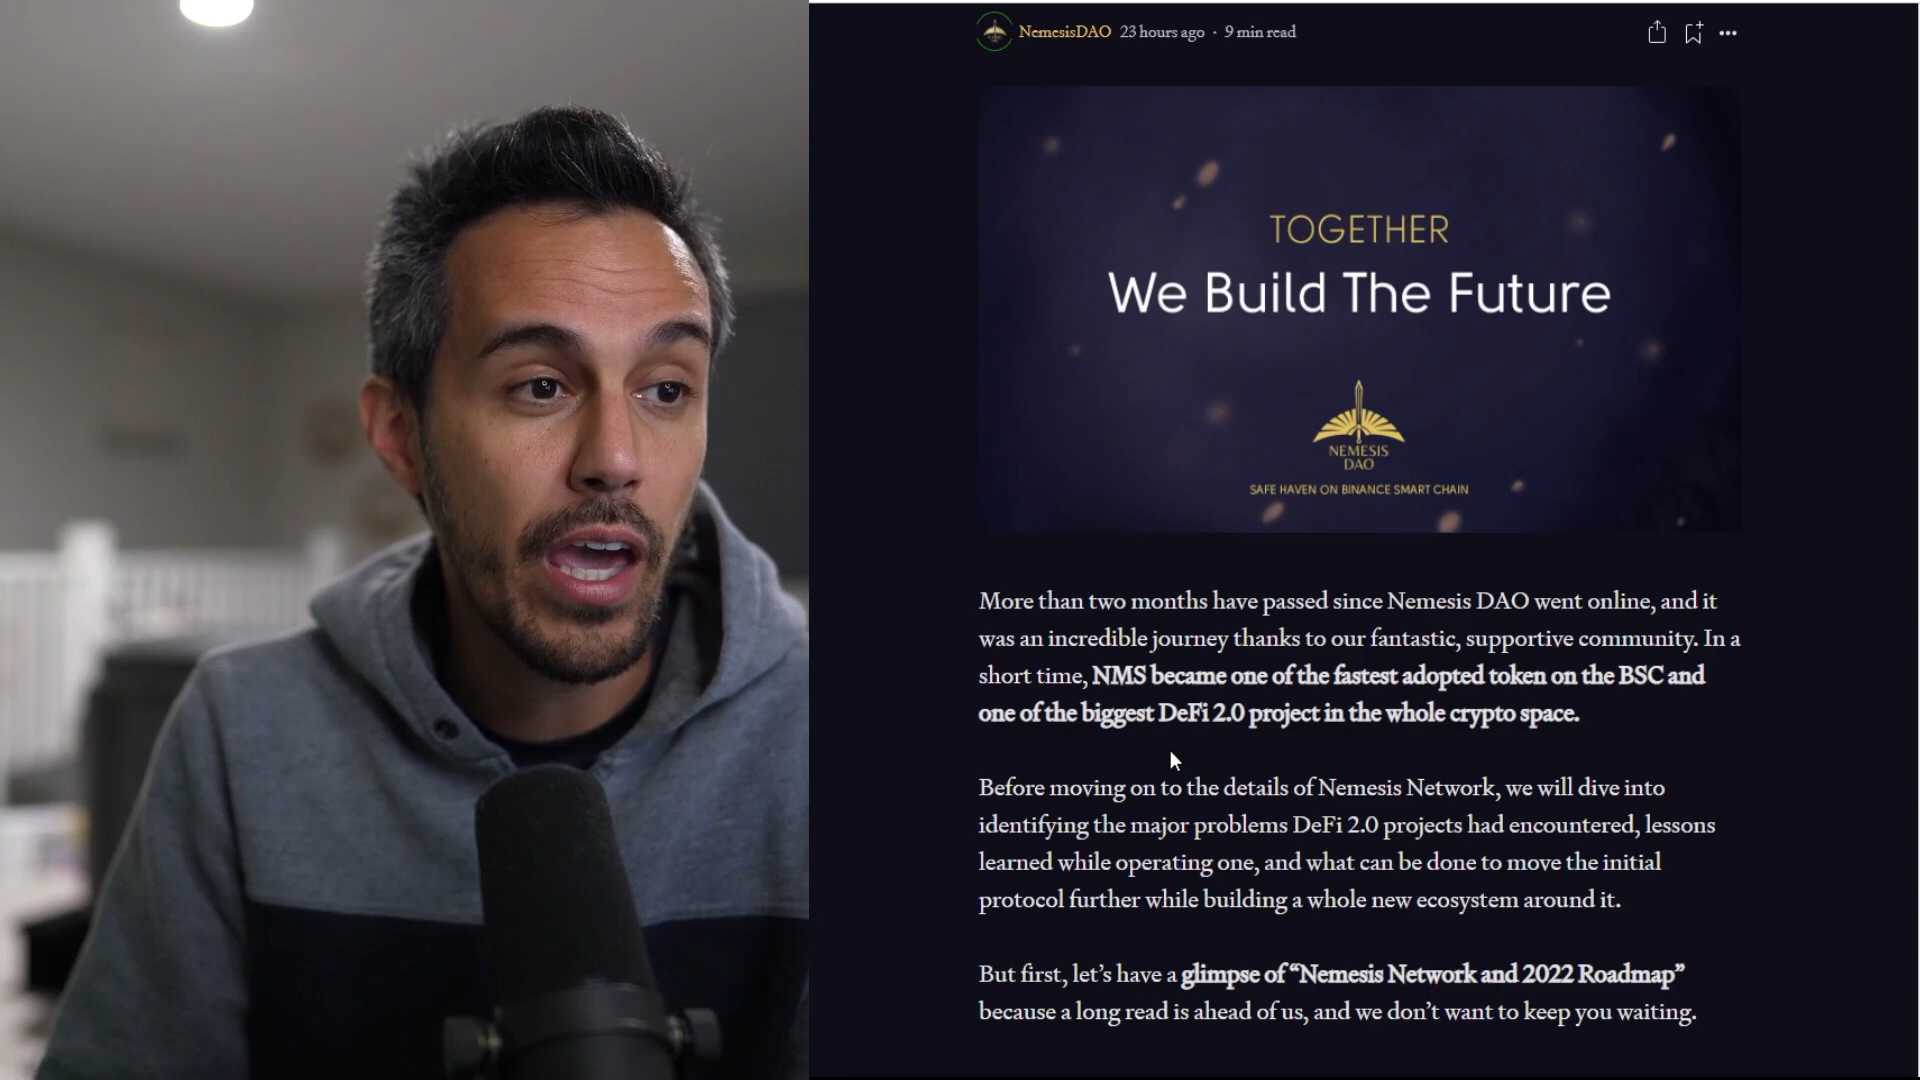 NemesisDAO 23 hours ago · 9 min read
TOGETHER
We Build The Future
NEMESIS
DAO
SAFE HAVEN ON BINANCE SMART CHAIN
More than two months have passed since Nemesis DAO went online, and it
was an incredible journey thanks to our fantastic, supportive community. In a
short time, NMS became one of the fastest adopted token on the BSC and
one of the biggest DeFi 2.0 project in the whole crypto space.
Before moving on to the details of Nemesis Network, we will dive into
identifying the major problems DeFi 2.0 projects had encountered, lessons
learned while operating one, and what can be done to move the initial
protocol further while building a whole new ecosystem around it.
But first, let’s have a glimpse of “Nemesis Network and 2022 Roadmap”
because a long read is ahead of us, and we don’t want to keep you waiting.